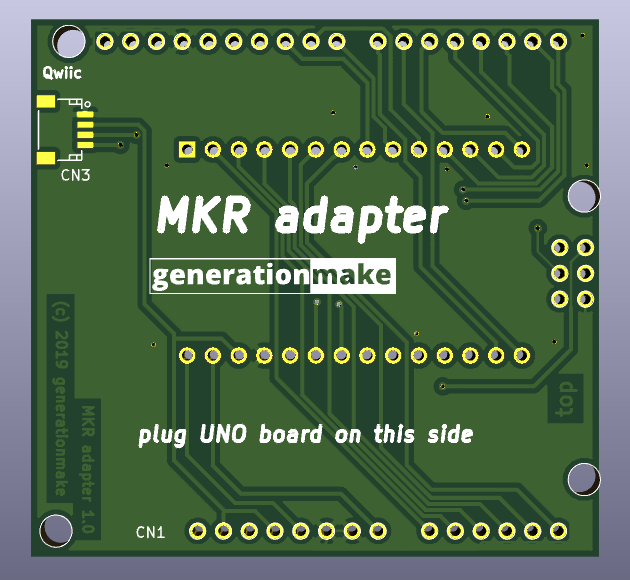 Qwiic
CN3
MKR adapter
generationmake
(c) 2019 generationmake
MKR adapter 1.0
top
plug UNO board on this side
CN1